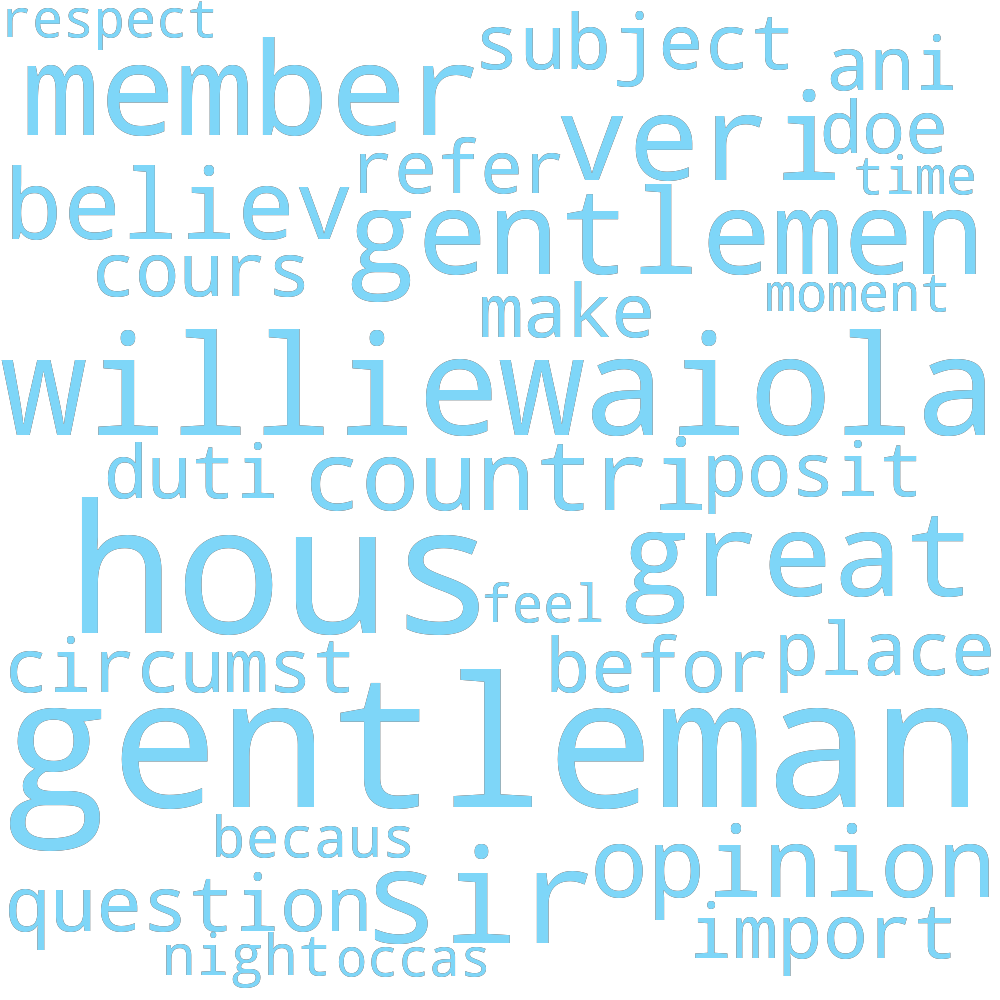 respect
subject
member
ani
veri
doe
refer
time
believ
gentlemen
cours
make
moment
williewaiola
duti
countri
posit
hous
great
feel
circumst
befor
place
gentleman
becaus
opinion
question
sir
import
night
occas